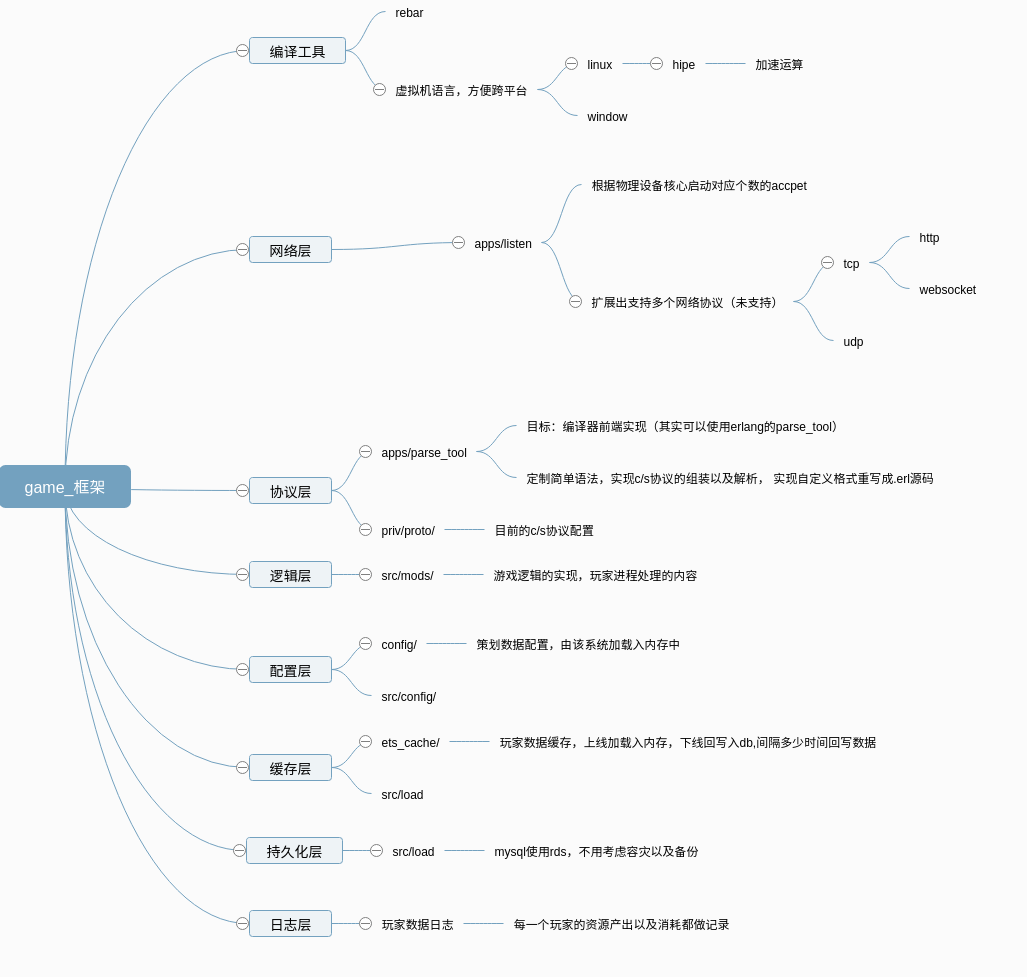 game_框架
编译工具
rebar
虚拟机语言，方便跨平台
linux
hipe
加速运算
window
网络层
apps/listen
根据物理设备核心启动对应个数的accpet
扩展出支持多个网络协议（未支持）
tcp
http
websocket
udp
协议层
apps/parse_tool
目标：编译器前端实现（其实可以使用erlang的parse_tool）
定制简单语法，实现c/s协议的组装以及解析， 实现自定义格式重写成.erl源码
priv/proto/
目前的c/s协议配置
逻辑层
src/mods/
游戏逻辑的实现，玩家进程处理的内容
配置层
config/
策划数据配置，由该系统加载入内存中
src/config/
缓存层
ets_cache/
玩家数据缓存，上线加载入内存，下线回写入db,间隔多少时间回写数据
src/load
持久化层
src/load
mysql使用rds，不用考虑容灾以及备份
日志层
玩家数据日志
每一个玩家的资源产出以及消耗都做记录